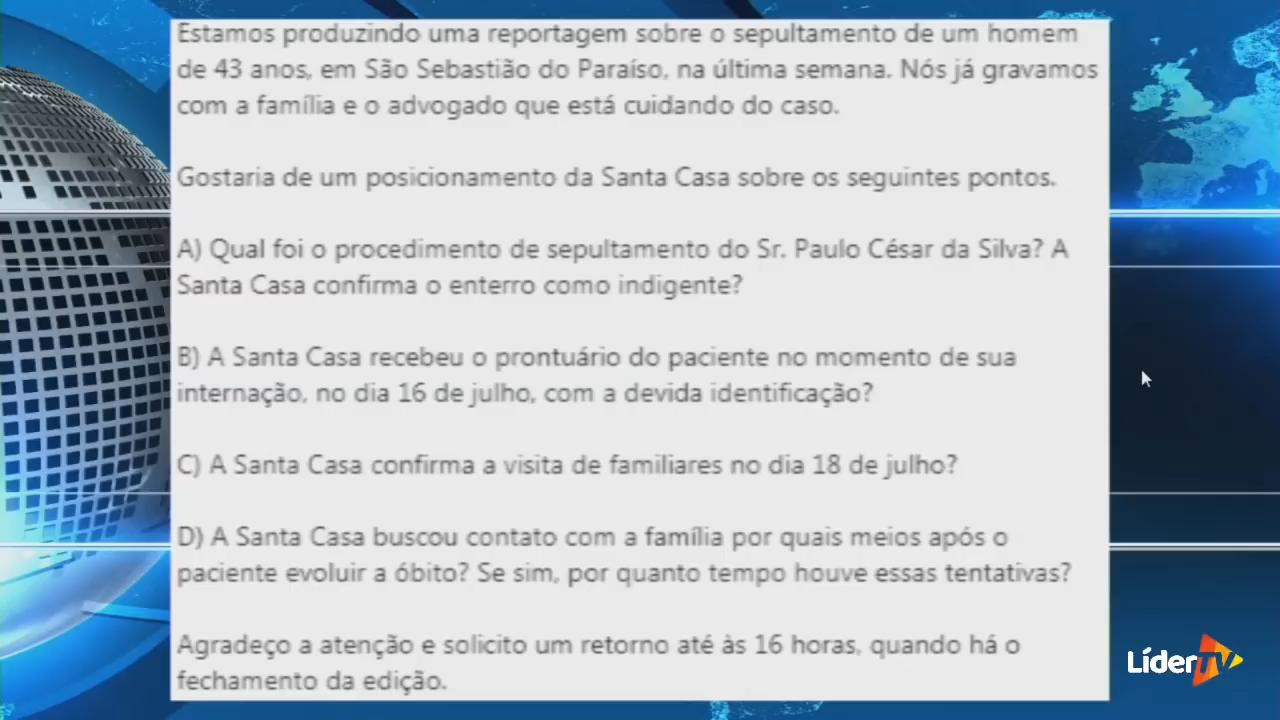 Estamos produzindo uma reportagem sobre o sepultamento de um homem
de 43 anos, em São Sebastião do Paraíso, na última semana. Nós já gravamos
com a família e o advogado que está cuidando do caso.
Gostaria de um posicionamento da Santa Casa sobre os seguintes pontos.
A) Qual foi o procedimento de sepultamento do Sr. Paulo César da Silva? A
Santa Casa confirma o enterro como indigente?
B) A Santa Casa recebeu o prontuário do paciente no momento de sua
internação, no dia 16 de julho, com a devida identificação?
C) A Santa Casa confirma a visita de familiares no dia 18 de julho?
D) A Santa Casa buscou contato com a família por quais meios após o
paciente evoluir a óbito? Se sim, por quanto tempo houve essas tentativas?
Agradeço a atenção e solicito um retorno até às 16 horas, quando há o
fechamento da edição.
LíderTV